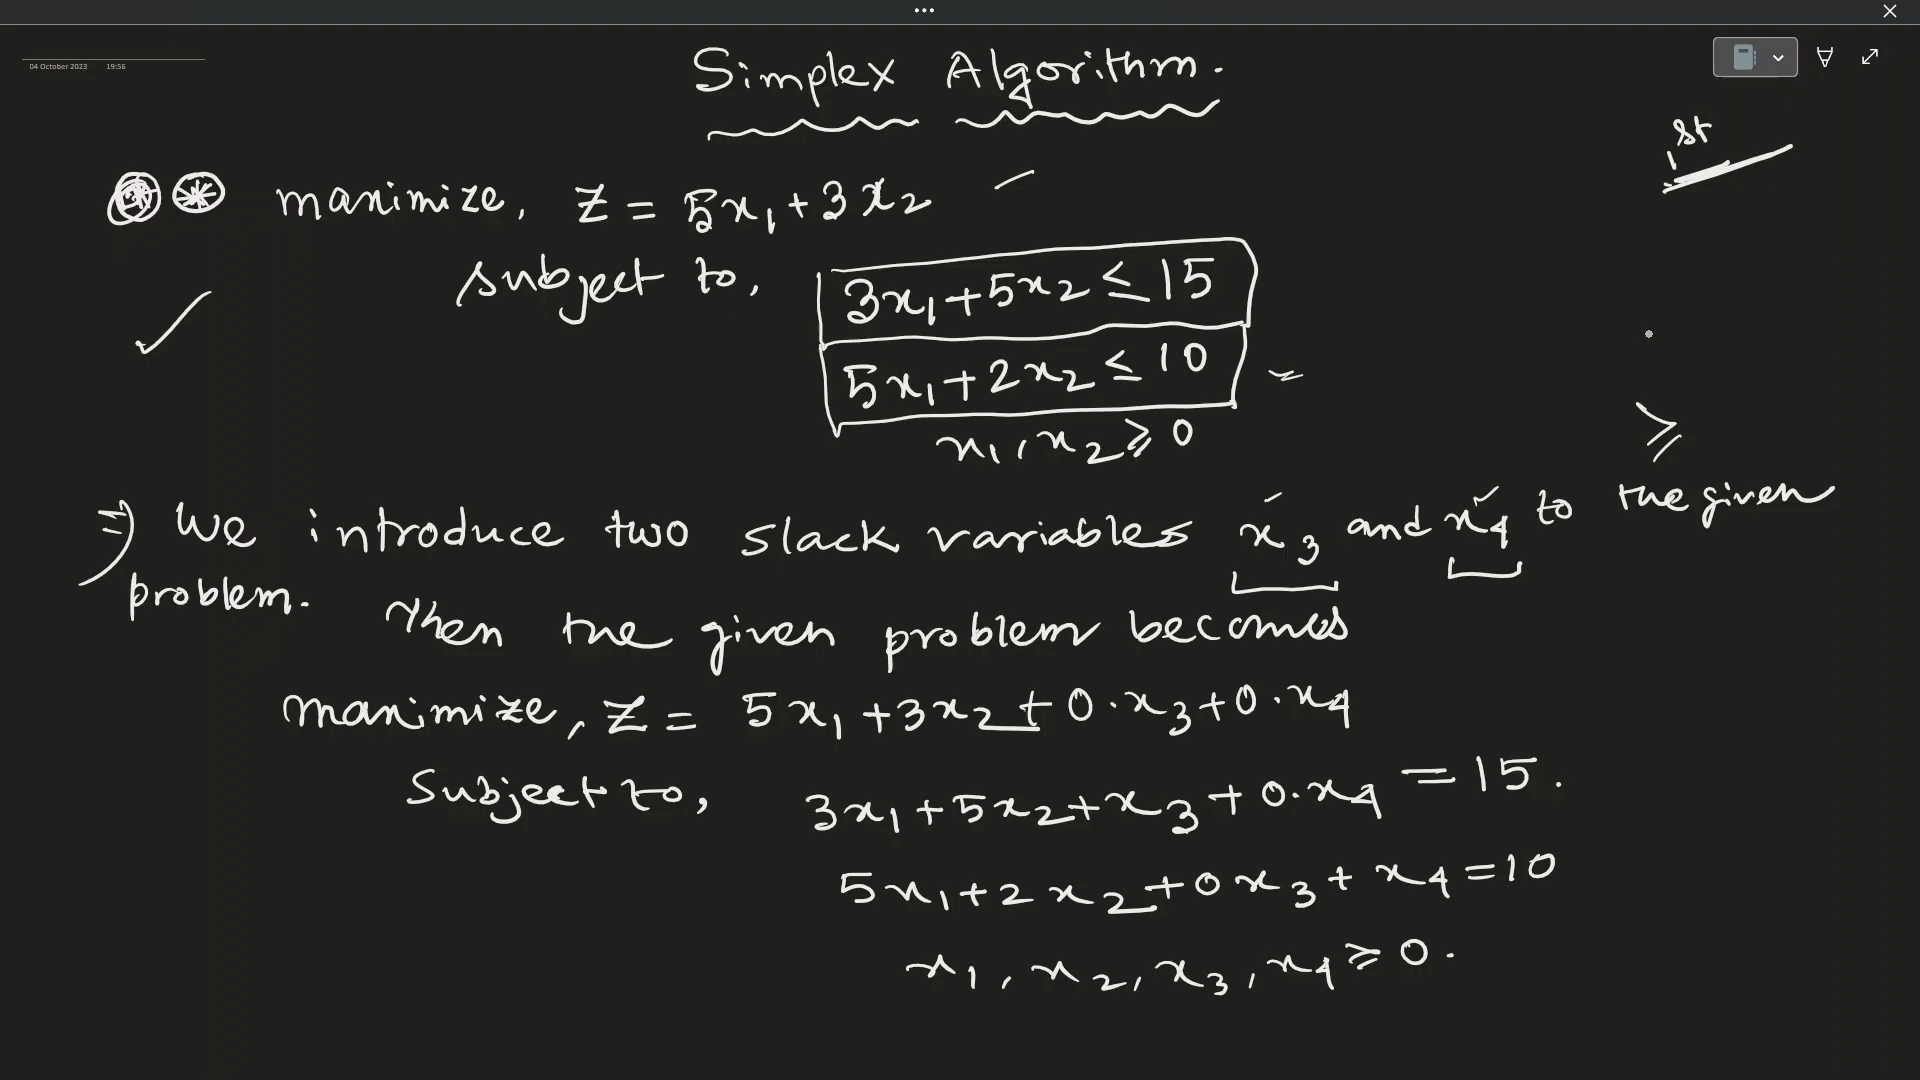 04 October 2023 19:56
Simplex Algorithm.
1st
maximize, Z = 5x₁+3x₂
subject to, 3x₁+5x₂≤15
5x₁+2x₂≤10
x₁, x₂≥0
≥
⇒ We introduce two slack variables x₃ and x₄ to the given
problem. Then the given problem becomes
maximize, Z = 5x₁+3x₂+0·x₃+0·x₄
Subject to, 3x₁+5x₂+x₃+0·x₄=15.
5x₁+2x₂+0x₃+x₄=10
x₁, x₂, x₃, x₄≥0.